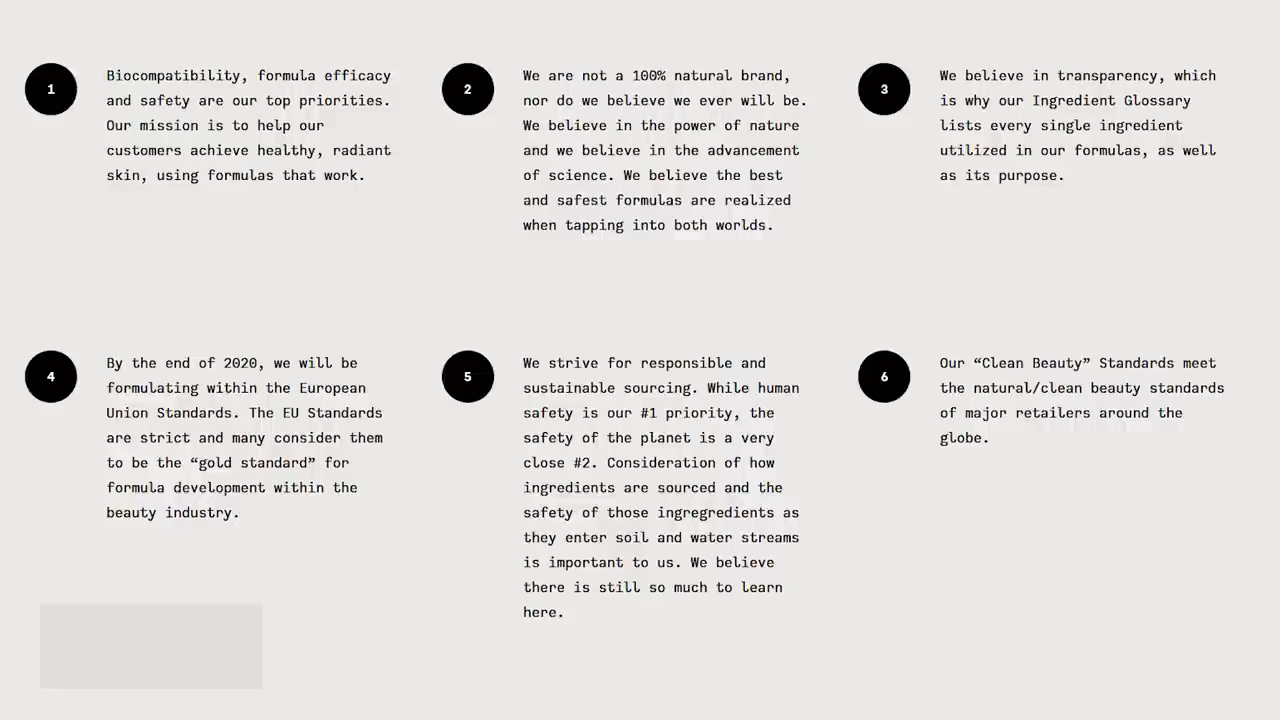 1
Biocompatibility, formula efficacy
and safety are our top priorities.
Our mission is to help our
customers achieve healthy, radiant
skin, using formulas that work.
2
We are not a 100% natural brand,
nor do we believe we ever will be.
We believe in the power of nature
and we believe in the advancement
of science. We believe the best
and safest formulas are realized
when tapping into both worlds.
3
We believe in transparency, which
is why our Ingredient Glossary
lists every single ingredient
utilized in our formulas, as well
as its purpose.
4
By the end of 2020, we will be
formulating within the European
Union Standards. The EU Standards
are strict and many consider them
to be the “gold standard” for
formula development within the
beauty industry.
5
We strive for responsible and
sustainable sourcing. While human
safety is our #1 priority, the
safety of the planet is a very
close #2. Consideration of how
ingredients are sourced and the
safety of those ingregredients as
they enter soil and water streams
is important to us. We believe
there is still so much to learn
here.
6
Our “Clean Beauty” Standards meet
the natural/clean beauty standards
of major retailers around the
globe.